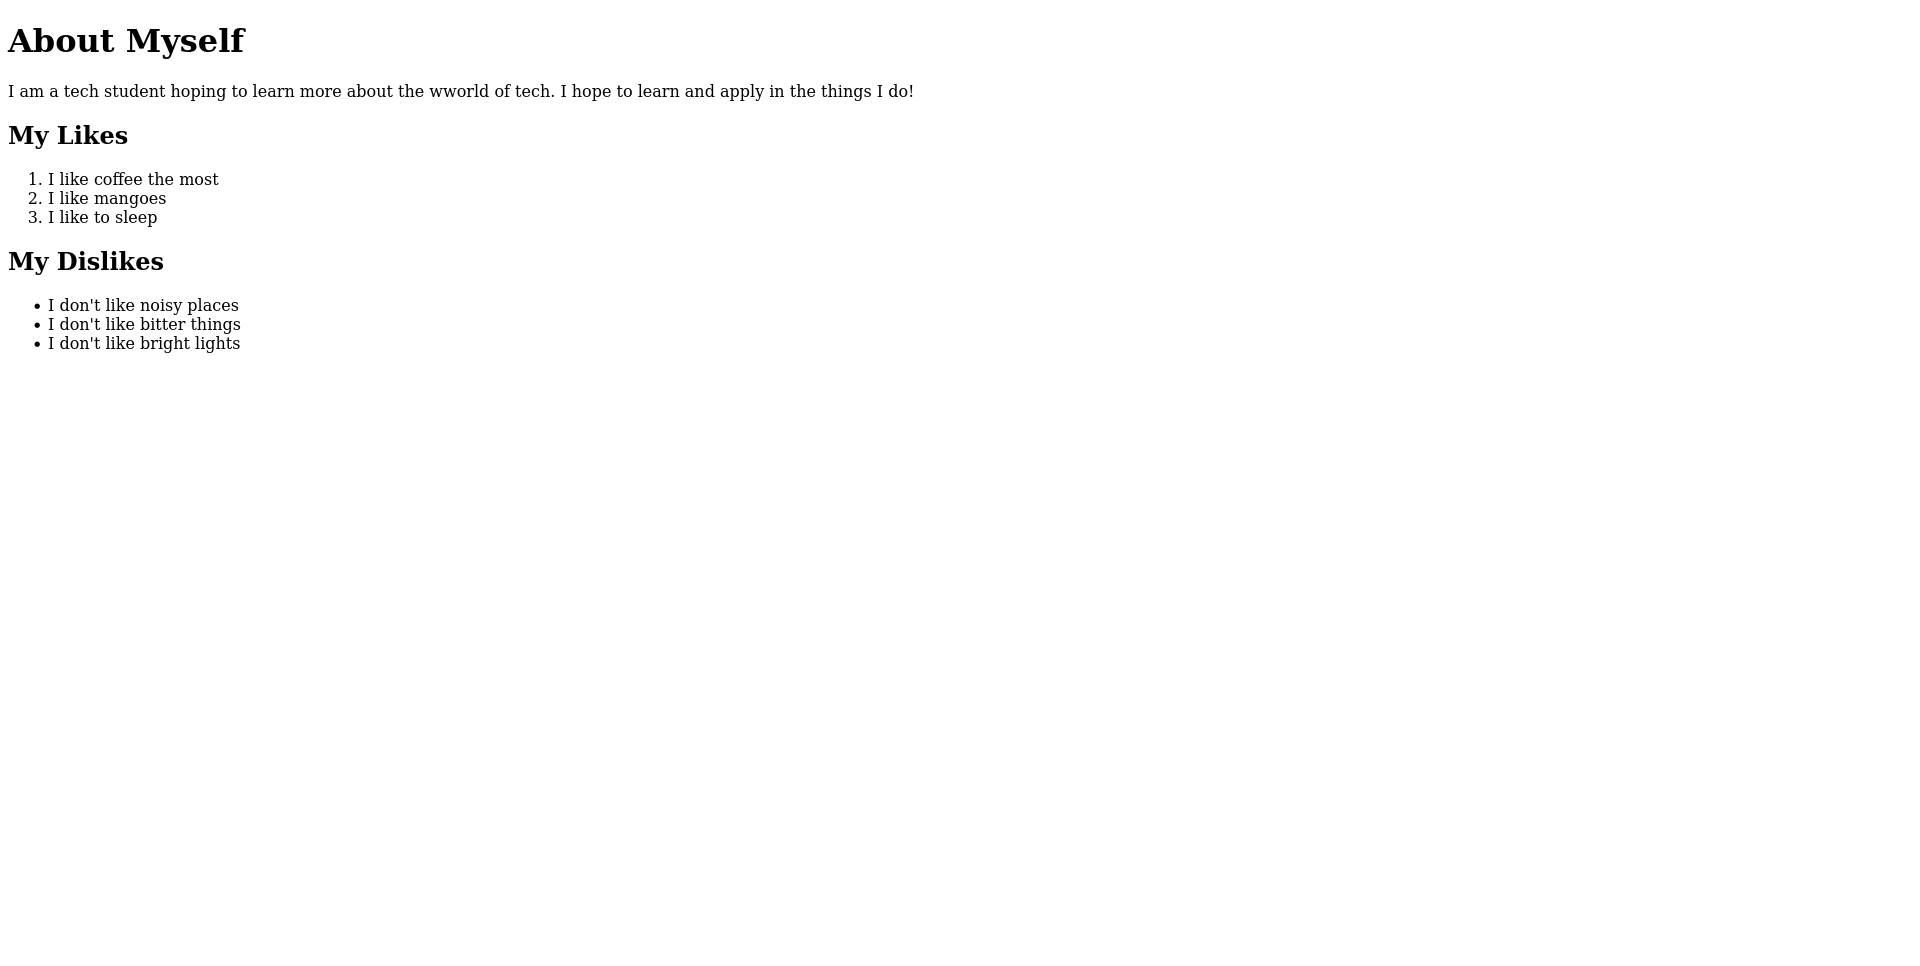 About Myself
I am a tech student hoping to learn more about the wworld of tech. I hope to learn and apply in the things I do!
My Likes
1. I like coffee the most
2. I like mangoes
3. I like to sleep
My Dislikes
• I don't like noisy places
• I don't like bitter things
• I don't like bright lights